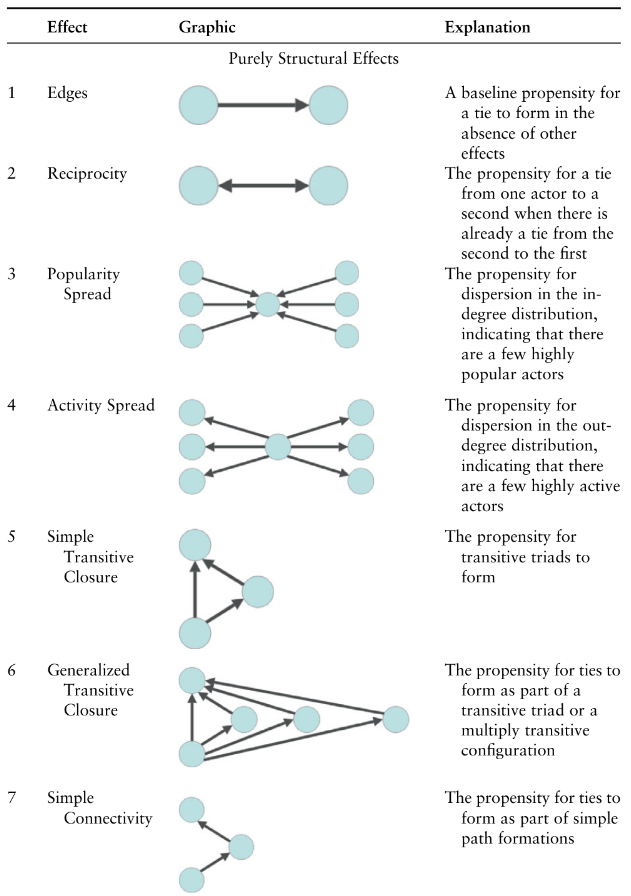 Effect Graphic Explanation
Purely Structural Effects
1 Edges A baseline propensity for
a tie to form in the
absence of other
effects
2 Reciprocity The propensity for a tie
from one actor to a
second when there is
already a tie from the
second to the first
3 Popularity The propensity for
Spread dispersion in the in-
degree distribution,
indicating that there
are a few highly
popular actors
4 Activity Spread The propensity for
dispersion in the out-
degree distribution,
indicating that there
are a few highly active
actors
5 Simple The propensity for
Transitive transitive triads to
Closure form
6 Generalized The propensity for ties to
Transitive form as part of a
Closure transitive triad or a
multiply transitive
configuration
7 Simple The propensity for ties to
Connectivity form as part of simple
path formations